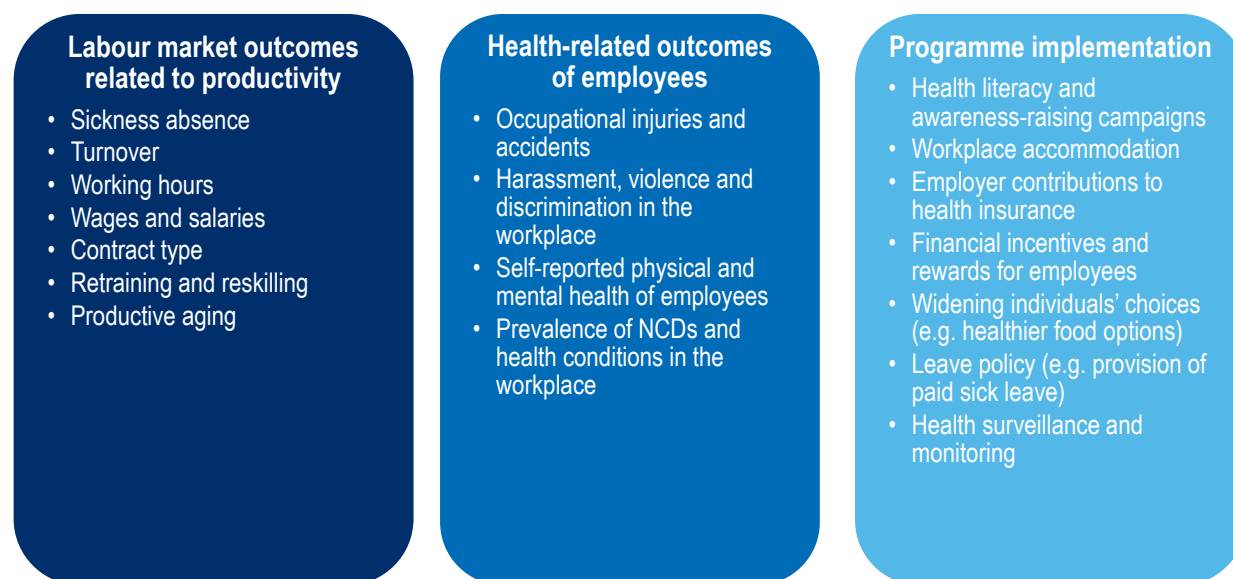 Labour market outcomes
related to productivity
• Sickness absence
• Turnover
• Working hours
• Wages and salaries
• Contract type
• Retraining and reskilling
• Productive aging
Health-related outcomes
of employees
• Occupational injuries and
accidents
• Harassment, violence and
discrimination in the
workplace
• Self-reported physical and
mental health of employees
• Prevalence of NCDs and
health conditions in the
workplace
Programme implementation
• Health literacy and
awareness-raising campaigns
• Workplace accommodation
• Employer contributions to
health insurance
• Financial incentives and
rewards for employees
• Widening individuals’ choices
(e.g. healthier food options)
• Leave policy (e.g. provision of
paid sick leave)
• Health surveillance and
monitoring